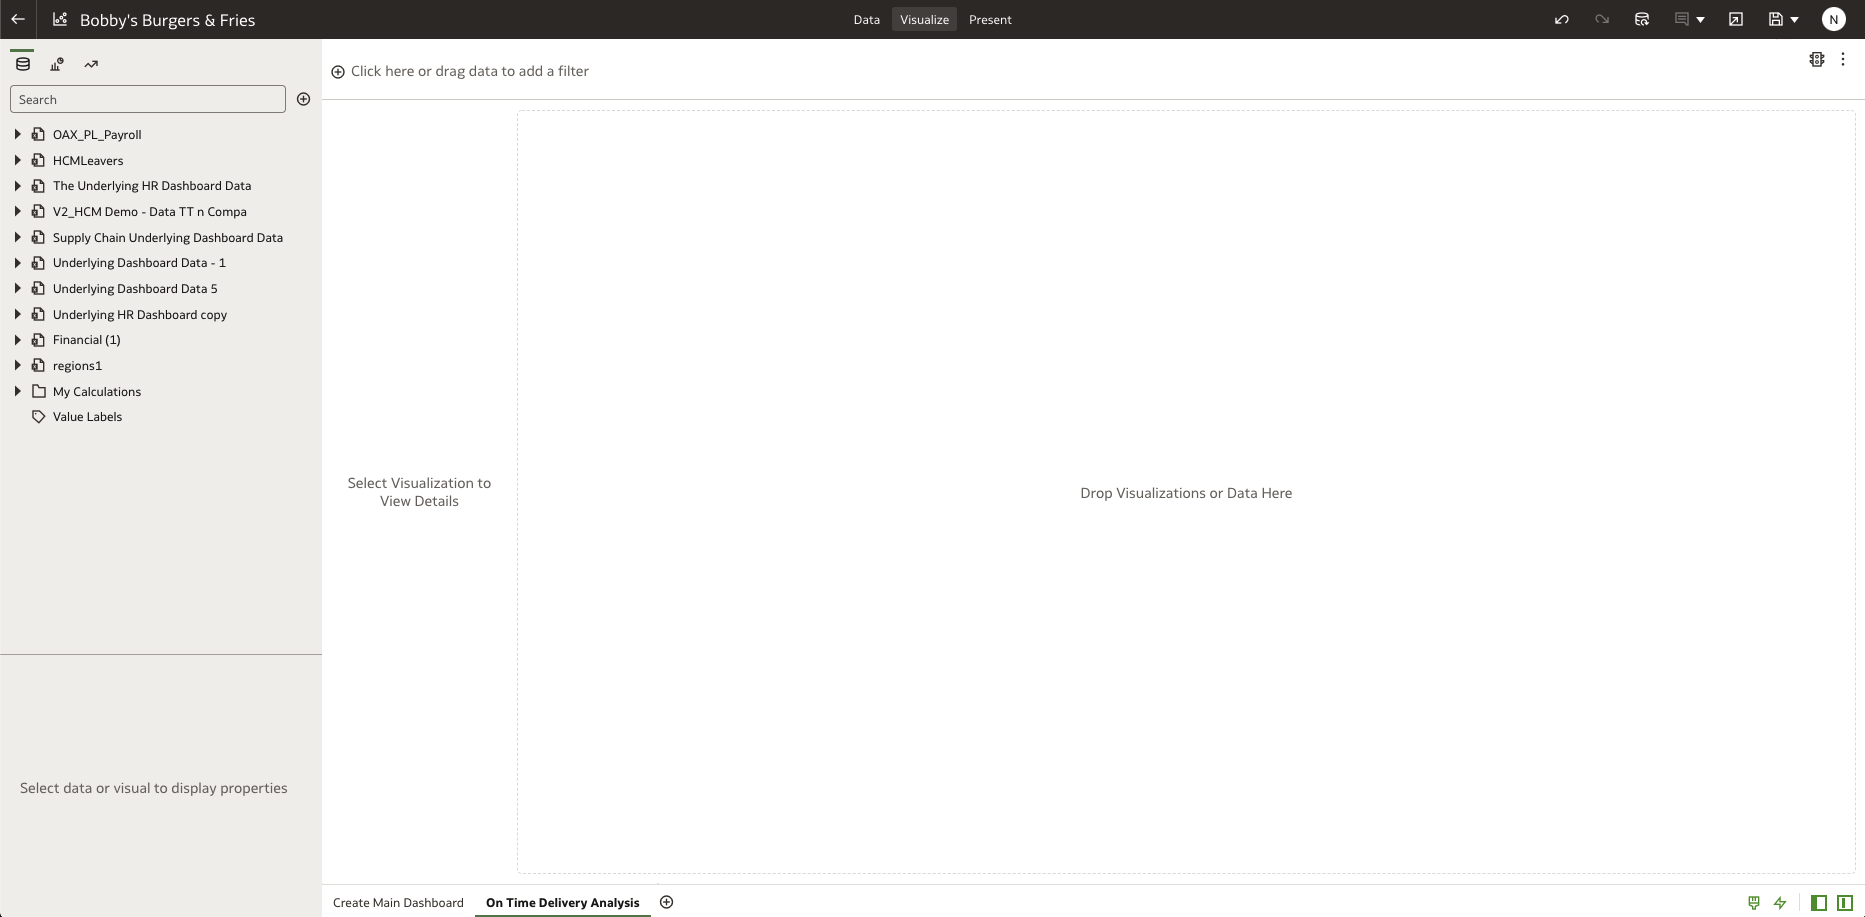 Bobby's Burgers & Fries
Data
Visualize
Present
N
Search
OAX_PL_Payroll
HCMLeavers
The Underlying HR Dashboard Data
V2_HCM Demo - Data TT n Compa
Supply Chain Underlying Dashboard Data
Underlying Dashboard Data - 1
Underlying Dashboard Data 5
Underlying HR Dashboard copy
Financial (1)
regions1
My Calculations
Value Labels
Select data or visual to display properties
Click here or drag data to add a filter
Select Visualization to
View Details
Drop Visualizations or Data Here
Create Main Dashboard
On Time Delivery Analysis